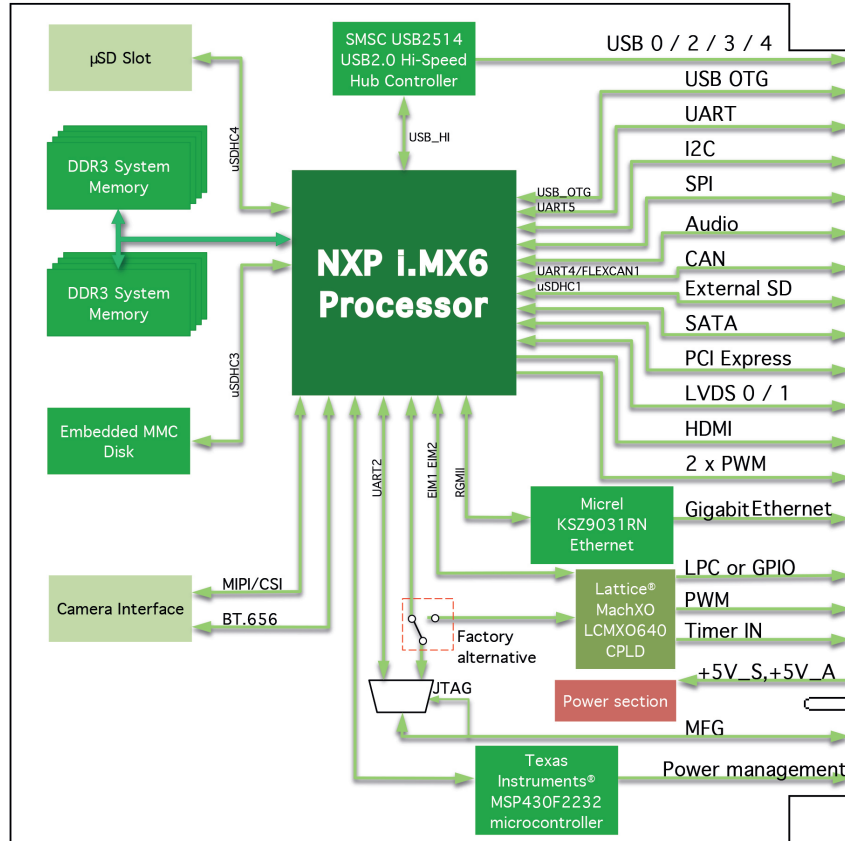 SMSC USB2514
USB2.0 Hi-Speed
Hub Controller
USB 0 / 2 / 3 / 4
µSD Slot
USB OTG
UART
uSDHC4
USB_HI
I2C
DDR3 System
Memory
SPI
USB_OTG
UART5
Audio
NXP i.MX6
Processor
CAN
UART4/FLEXCAN1
uSDHC1
External SD
DDR3 System
Memory
SATA
PCI Express
uSDHC3
LVDS 0 / 1
Embedded MMC
Disk
HDMI
2 x PWM
UART2
EIM1 EIM2
RGMII
Micrel
KSZ9031RN
Ethernet
Gigabit Ethernet
LPC or GPIO
MIPI/CSI
Camera Interface
BT.656
Lattice®
MachXO
LCMXO640
CPLD
PWM
Timer IN
Factory
alternative
+5V_S,+5V_A
JTAG
Power section
MFG
Texas
Instruments®
MSP430F2232
microcontroller
Power management